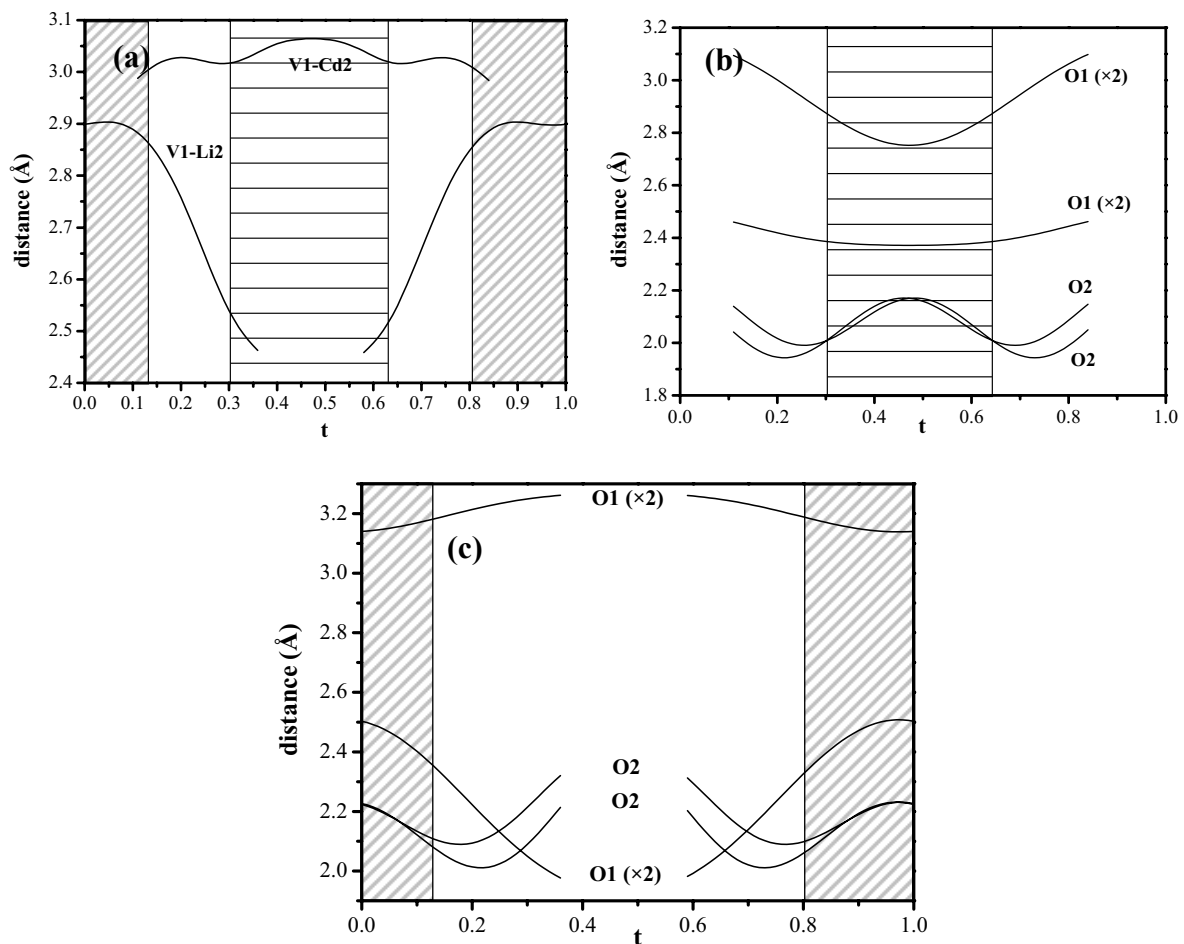 (a)
distance (Å)
3.1
3.0
2.9
2.8
2.7
2.6
2.5
2.4
V1-Cd2
V1-Li2
0.0 0.1 0.2 0.3 0.4 0.5 0.6 0.7 0.8 0.9 1.0
t
(b)
distance (Å)
3.2
3.0
2.8
2.6
2.4
2.2
2.0
1.8
O1 (×2)
O1 (×2)
O2
O2
0.0 0.2 0.4 0.6 0.8 1.0
t
(c)
distance (Å)
3.2
3.0
2.8
2.6
2.4
2.2
2.0
O1 (×2)
O2
O2
O1 (×2)
0.0 0.2 0.4 0.6 0.8 1.0
t